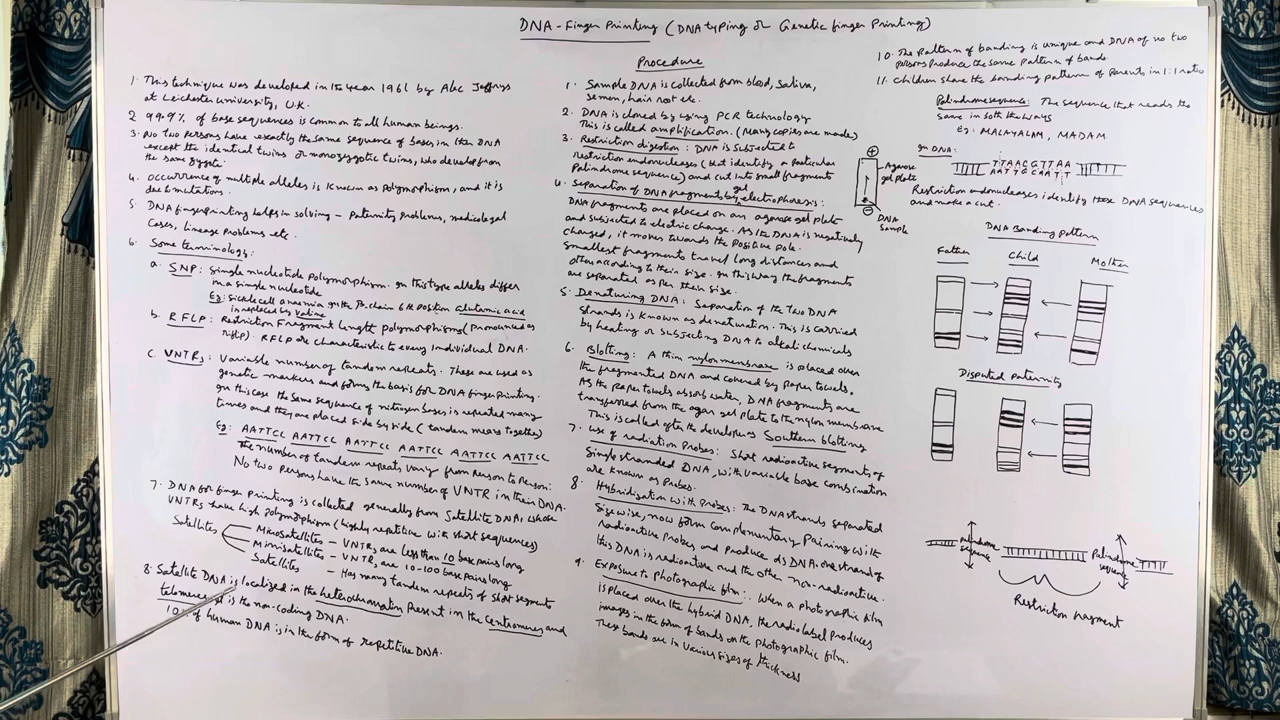 DNA-Finger Printing (DNA typing or Genetic finger Printing)
1. This technique was developed in the year 1961 by Alec Jeffrys
at Leichester University, U.K.
2 99.9% of base sequences is common to all human beings.
3. No two persons have exactly the same sequence of bases in their DNA
except the identical twins or monozygotic twins, who develop from
the same zygote.
4. Occurrence of multiple alleles is known as Polymorphism, and it is
due to mutations.
5. DNA fingerprinting helps in solving - Paternity Problems, medicolegal
Cases, Lineage Problems etc.
6. Some terminology:
a. SNP: Single nucleotide Polymorphism. In this type alleles differ
in a single nucleotide
Eg: Sickle cell anaemia in the β chain 6th Position glutamic acid
is replaced by valine
b. RFLP: Restriction Fragment length Polymorphism (Pronounced as
riflp). RFLP are characteristic to every Individual DNA.
C. VNTRs: Variable number of tandem repeats. These are used as
genetic markers and forms the basis for DNA finger printing.
In this case the same sequence of nitrogen bases is repeated many
times and they are placed side by side (tandem means together)
Eg: AATTCC AATTCC AATTCC AATTCC AATTCC AATTCC
The number of tandem repeats vary from Person to Person.
No two Persons have the same number of VNTR in their DNA.
7. DNA for finger printing is collected generally from Satellite DNA, whose
VNTRs have high Polymorphism (highly repetitive with short sequences)
Satellites
Microsatellites - VNTRs are less than 10 base pairs long
Minisatellites - VNTRs are 10-100 base pairs long
Satellites - Has many tandem repeats of short segments
8. Satellite DNA is localized in the heterochromatin Present in the Centromeres and
telomeres. It is the non-coding DNA.
10% of human DNA is in the form of repetitive DNA.
Procedure
1. Sample DNA is collected from blood, Saliva,
Semen, hair root etc.
2. DNA is cloned by using PCR technology
This is called amplification. (Many copies are made)
3. Restriction digestion: DNA is subjected to
restriction endonucleases (that identify a particular
Palindrome sequence) and cut into small fragments
4. Separation of DNA fragments by gel electrophoresis:
DNA fragments are placed on an agarose gel plate
and subjected to electric change. As the DNA is negatively
charged, it moves towards the positive pole.
Smallest fragments travel long distances and
others according to their size. In this way the fragments
are separated as per their size.
5. Denaturing DNA: Separation of the two DNA
strands is known as denaturation. This is carried
by heating or subjecting DNA to alkali chemicals
6. Blotting: A thin nylon membrane is placed over
the fragmented DNA and covered by paper towels.
As the paper towels absorb water, DNA fragments are
transferred from the agar gel plate to the nylon membrane
This is called after the developers Southern blotting
7. Use of radiation Probes: Short radioactive segments of
Single stranded DNA, with variable base combination
are known as Probes.
8 Hybridization with Probes: The DNA strands separated
Sizewise, now form Complementary Pairing with
radioactive Probes and Produce ds DNA. one strand of
this DNA is radioactive and the other non-radioactive.
9. Exposure to Photographic film: When a photographic film
is placed over the hybrid DNA, the radiolabel produces
images in the form of bands on the photographic film.
These bands are in various sizes of thickness
+
Agarose
gel plate
-
DNA
Sample
10. The Pattern of banding is unique and DNA of no two
persons produce the same pattern of bands.
11. Children share the banding pattern of Parents in 1:1 ratio
Palindrome sequence: The sequence that reads the
same in both the ways
Eg: MALAYALAM, MADAM
In DNA:
TTAACGTTAA
AATTGCAATT
Restriction endonucleases identify these DNA sequences
and make a cut.
DNA Banding Pattern
Father Child Mother
Disputed Paternity
Palindrome
sequence
Palindrome
sequence
Restriction fragment